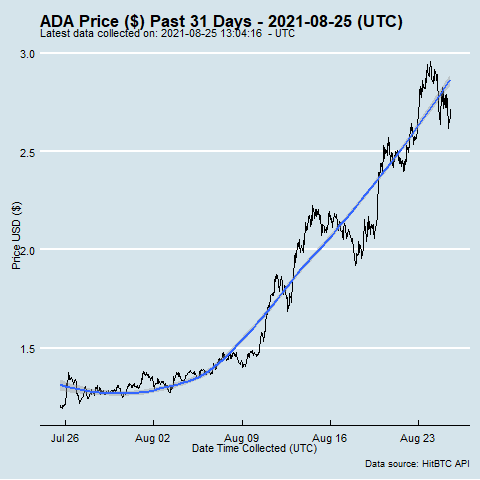 ADA Price ($) Past 31 Days - 2021-08-25 (UTC)
Latest data collected on: 2021-08-25 13:04:16 - UTC
3.0
2.5
2.0
1.5
Price USD ($)
Jul 26
Aug 02
Aug 09
Aug 16
Aug 23
Date Time Collected (UTC)
Data source: HitBTC API